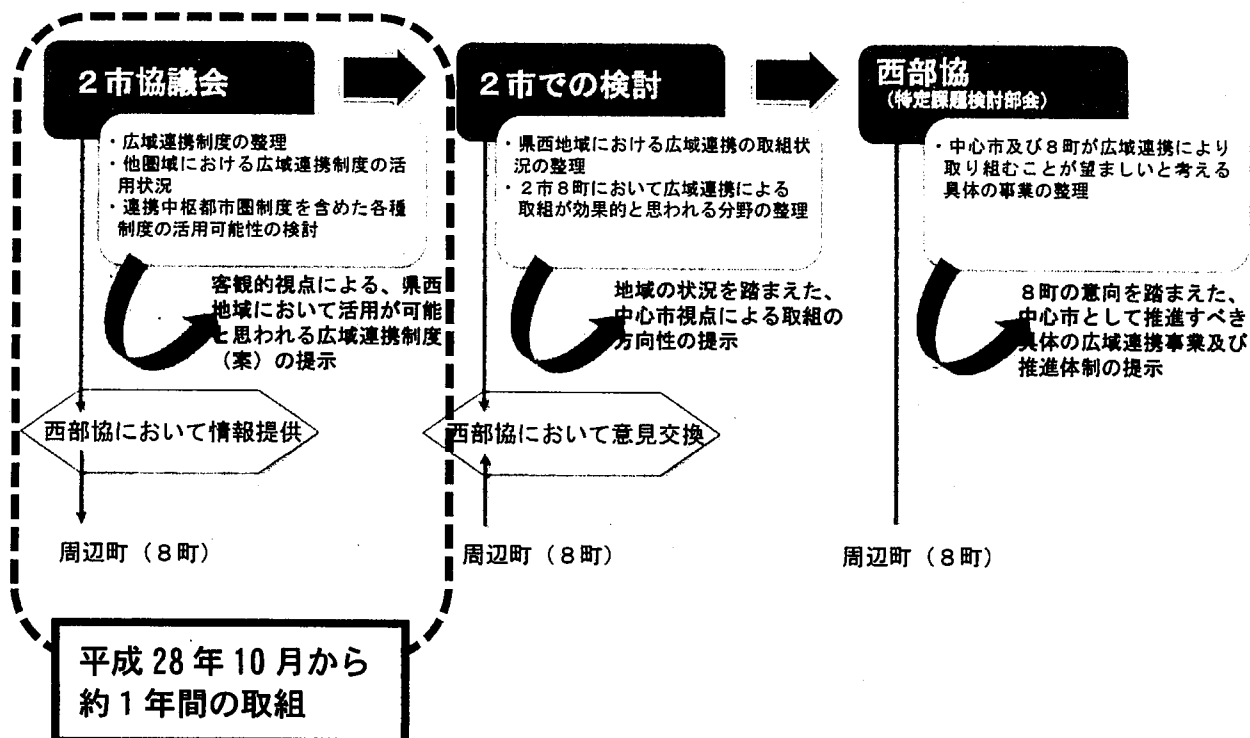 2市協議会
・広域連携制度の整理
・他圏域における広域連携制度の活
用状況
・連携中枢都市圏制度を含めた各種
制度の活用可能性の検討
客観的視点による、県西
地域において活用が可能
と思われる広域連携制度
（案）の提示
西部協において情報提供
周辺町（8町）
平成28年10月から
約1年間の取組
2市での検討
・県西地域における広域連携の取組状
況の整理
・2市8町において広域連携による
取組が効果的と思われる分野の整理
地域の状況を踏まえた、
中心市視点による取組の
方向性の提示
西部協において意見交換
周辺町（8町）
西部協
（特定課題検討部会）
・中心市及び8町が広域連携により
取り組むことが望ましいと考える
具体の事業の整理
8町の意向を踏まえた、
中心市として推進すべき
具体の広域連携事業及び
推進体制の提示
周辺町（8町）